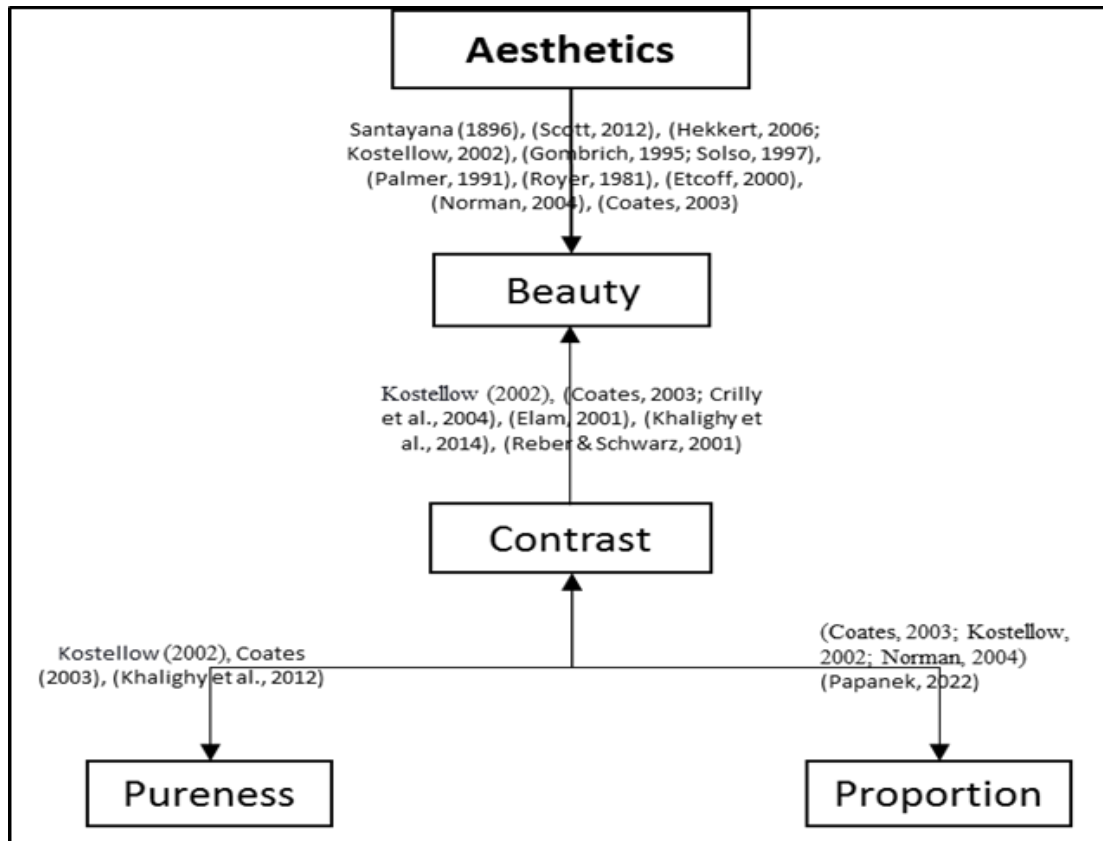 Aesthetics
Santayana (1896), (Scott, 2012), (Hekkert, 2006;
Kostellow, 2002), (Gombrich, 1995; Solso, 1997),
(Palmer, 1991), (Royer, 1981), (Etcoff, 2000),
(Norman, 2004), (Coates, 2003)
Beauty
Kostellow (2002), (Coates, 2003; Crilly
et al., 2004), (Elam, 2001), (Khalighy et
al., 2014), (Reber & Schwarz, 2001)
Contrast
Kostellow (2002), Coates
(2003), (Khalighy et al., 2012)
(Coates, 2003; Kostellow,
2002; Norman, 2004)
(Papanek, 2022)
Pureness
Proportion